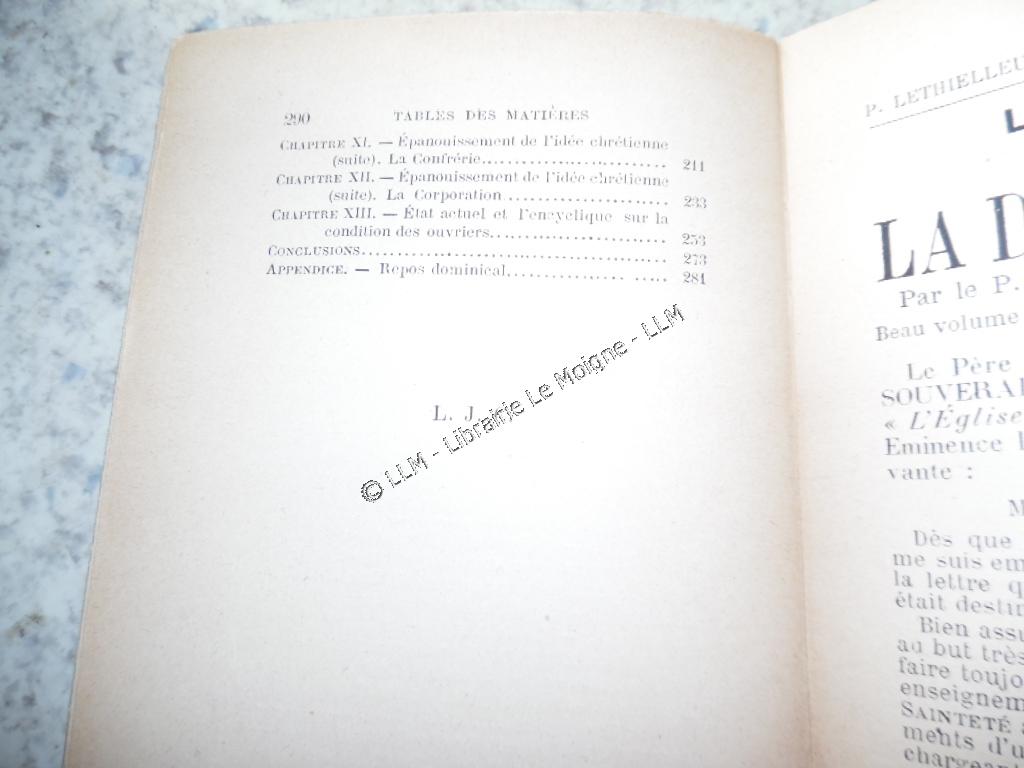 290 TABLES DES MATIÈRES
CHAPITRE XI. — Épanouissement de l'idée chrétienne
(suite). La Confrérie........................... 211
CHAPITRE XII. — Épanouissement de l'idée chrétienne
(suite). La Corporation........................ 233
CHAPITRE XIII. — État actuel et l'encyclique sur la
condition des ouvriers.......................... 253
CONCLUSIONS............................................... 273
APPENDICE. — Repos dominical..................... 281
L. J.
© LLM - Librairie Le Moigne - LLM
P. LETHIELLEU
L
LA D
Par le P.
Beau volume
Le Père
SOUVERAI
« L'Église
Eminence
vante :
M
Dès que
me suis em
la lettre q
était destin
Bien assu
au but très
faire toujo
enseignem
SAINTETÉ
ments d'u
chargeant